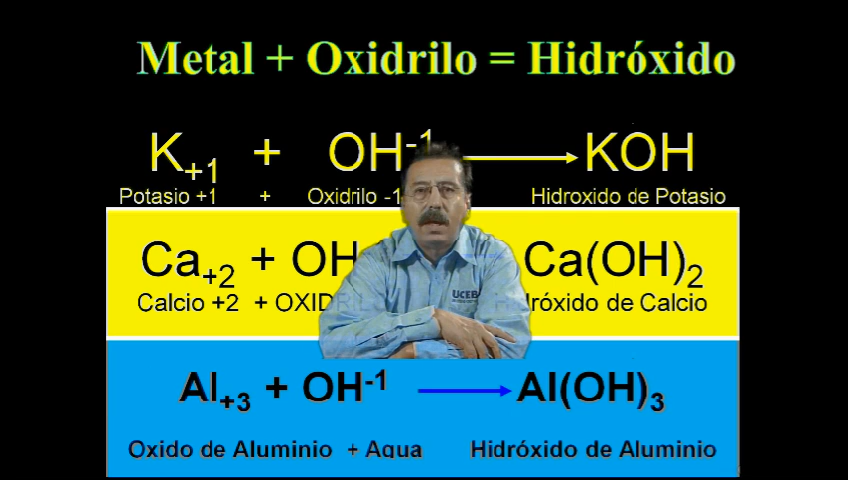 Metal + Oxidrilo = Hidróxido
K+1 + OH-1 KOH
Potasio +1 + Oxidrilo -1 Hidroxido de Potasio
Ca+2 + OH Ca(OH)2
Calcio +2 + de Calcio
UCEB
Al+3 + OH-1 Al(OH)3
Oxido de Aluminio + Agua Hidróxido de Aluminio